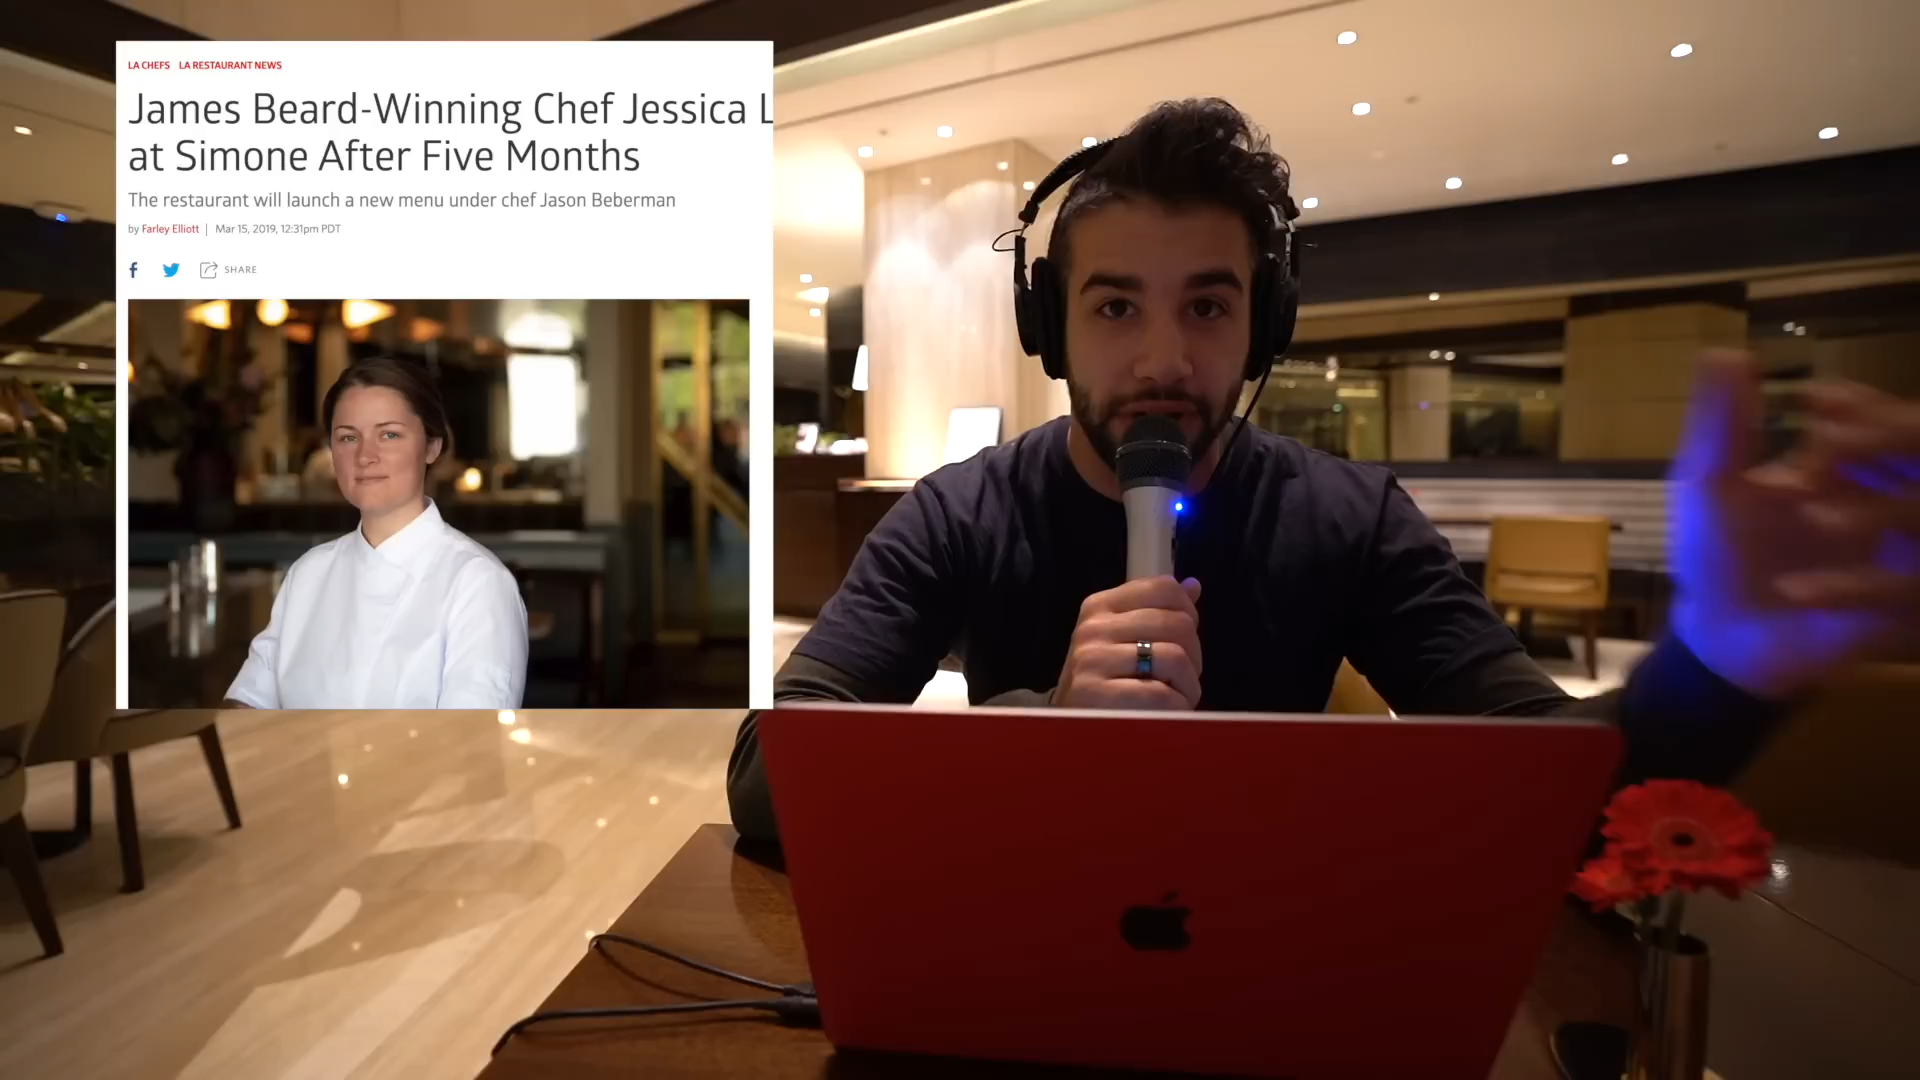 LA CHEFS LA RESTAURANT NEWS
James Beard-Winning Chef Jessica L
at Simone After Five Months
The restaurant will launch a new menu under chef Jason Beberman
by Farley Elliott | Mar 15, 2019, 12:31pm PDT
SHARE